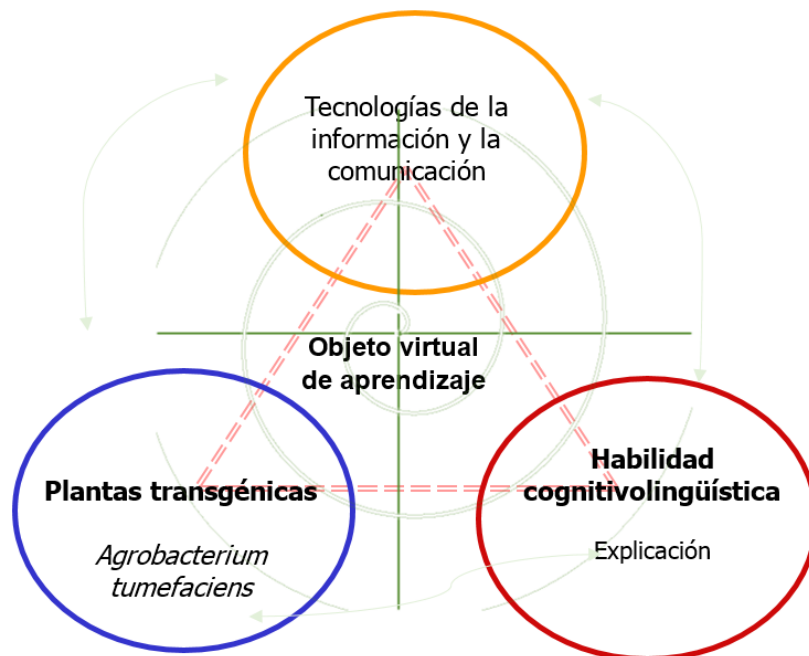 Tecnologías de la
información y la
comunicación
Objeto virtual
de aprendizaje
Plantas transgénicas
Agrobacterium
tumefaciens
Habilidad
cognitivolingüística
Explicación